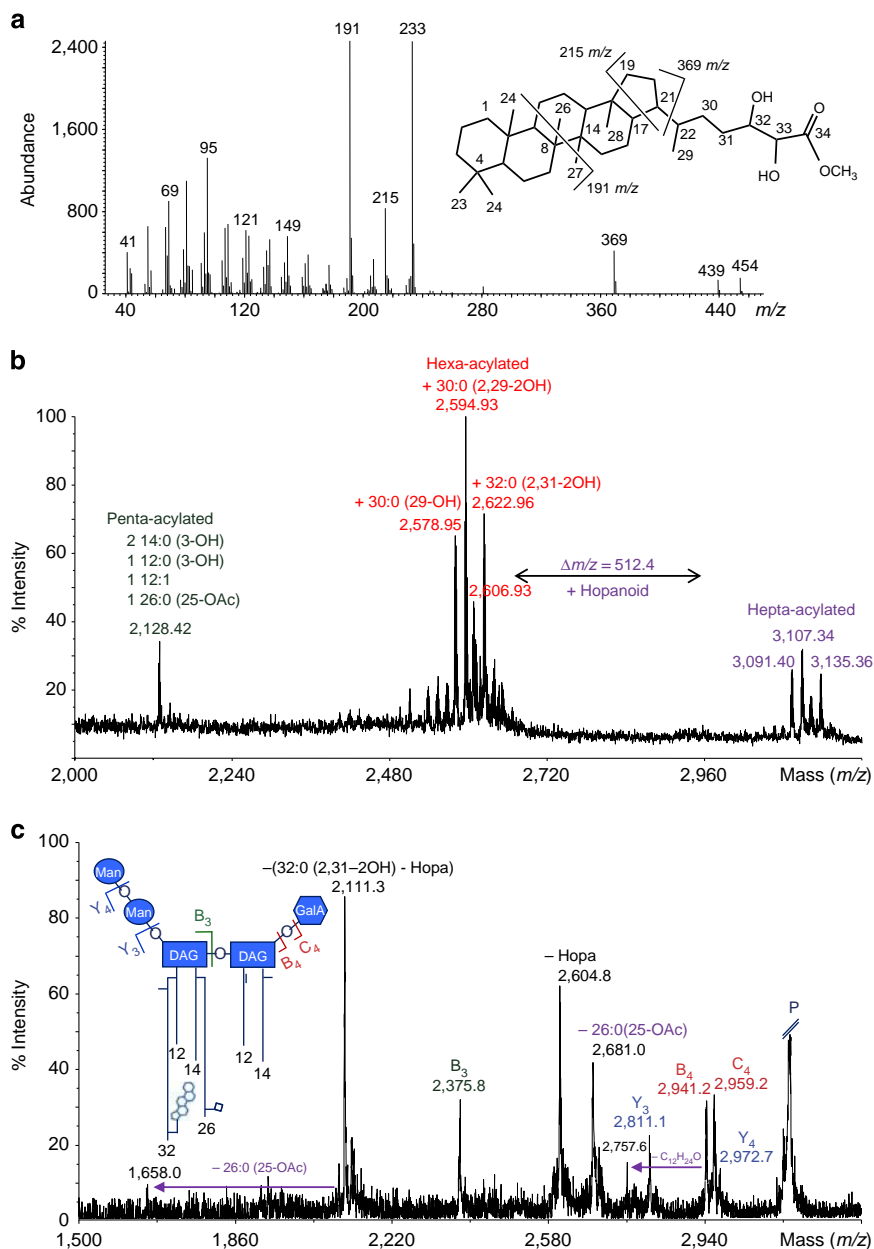 a
Abundance
2,400
1,600
800
0
41
69
95
121
149
191
215
233
369
439
454
40
120
200
280
360
440
m/z
215 m/z
369 m/z
191 m/z
1
4
23
24
24
8
26
27
14
28
17
19
21
22
29
30
31
32
33
34
OH
HO
O
OCH3
b
% Intensity
100
80
60
40
20
Penta-acylated
2 14:0 (3-OH)
1 12:0 (3-OH)
1 12:1
1 26:0 (25-OAc)
2,128.42
Hexa-acylated
+ 30:0 (2,29-2OH)
2,594.93
+ 30:0 (29-OH)
2,578.95
+ 32:0 (2,31-2OH)
2,622.96
2,606.93
Δm/z = 512.4
+ Hopanoid
Hepta-acylated
3,107.34
3,091.40
3,135.36
2,000
2,240
2,480
2,720
2,960
Mass (m/z)
c
% Intensity
100
80
60
40
20
0
Man
Man
Y4
Y3
B3
DAG
DAG
GalA
B4
C4
12
14
12
14
32
26
–(32:0 (2,31–2OH) - Hopa)
2,111.3
1,658.0
– 26:0 (25-OAc)
B3
2,375.8
– Hopa
2,604.8
– 26:0(25-OAc)
2,681.0
2,757.6
– C12H24O
Y3
2,811.1
B4
2,941.2
C4
2,959.2
Y4
2,972.7
P
1,500
1,860
2,220
2,580
2,940
Mass (m/z)